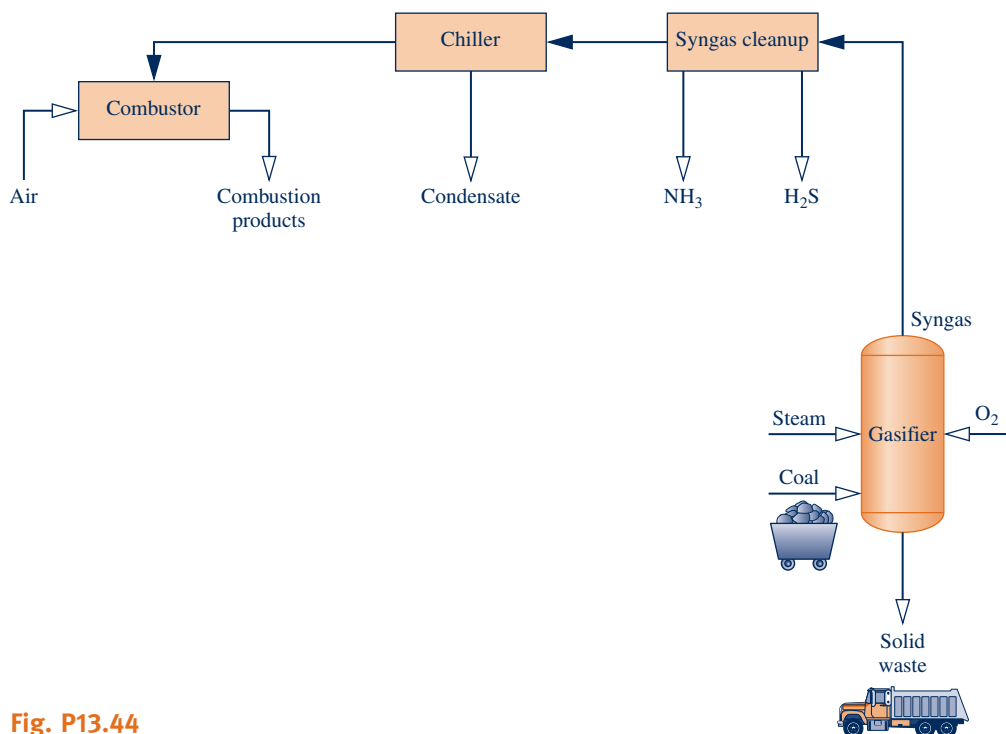 Chiller
Syngas cleanup
Combustor
Air
Combustion
products
Condensate
NH₃
H₂S
Syngas
Steam
O₂
Gasifier
Coal
Solid
waste
Fig. P13.44